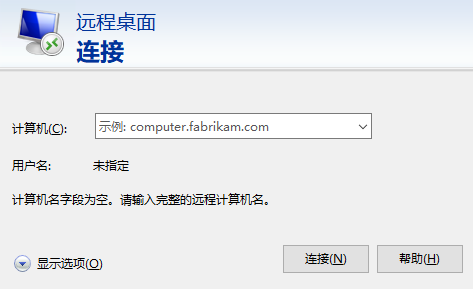 远程桌面
连接
计算机(C): 示例: computer.fabrikam.com
用户名: 未指定
计算机名字段为空。请输入完整的远程计算机名。
显示选项(O) 连接(N) 帮助(H)